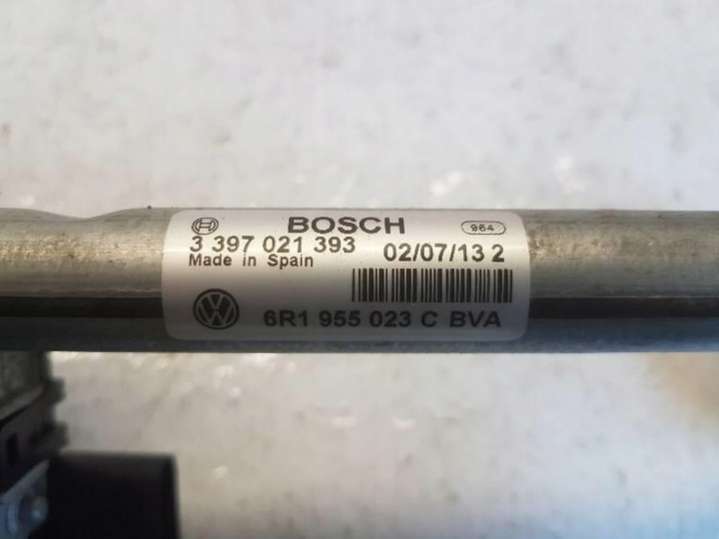 BOSCH 964
3 397 021 393 02/07/13 2
Made in Spain
6R1 955 023 C BVA